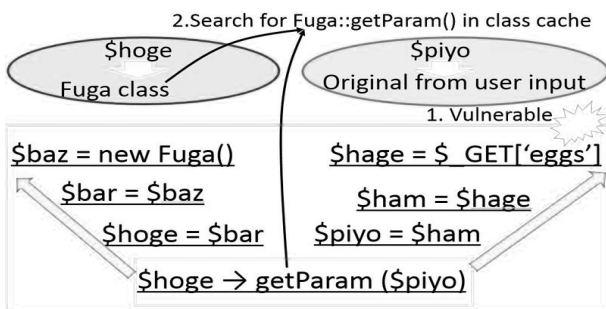 2.Search for Fuga::getParam() in class cache
$hoge
Fuga class
$piyo
Original from user input
1. Vulnerable
$baz = new Fuga()
$bar = $baz
$hoge = $bar
$hage = $_GET[‘eggs’]
$ham = $hage
$piyo = $ham
$hoge → getParam ($piyo)